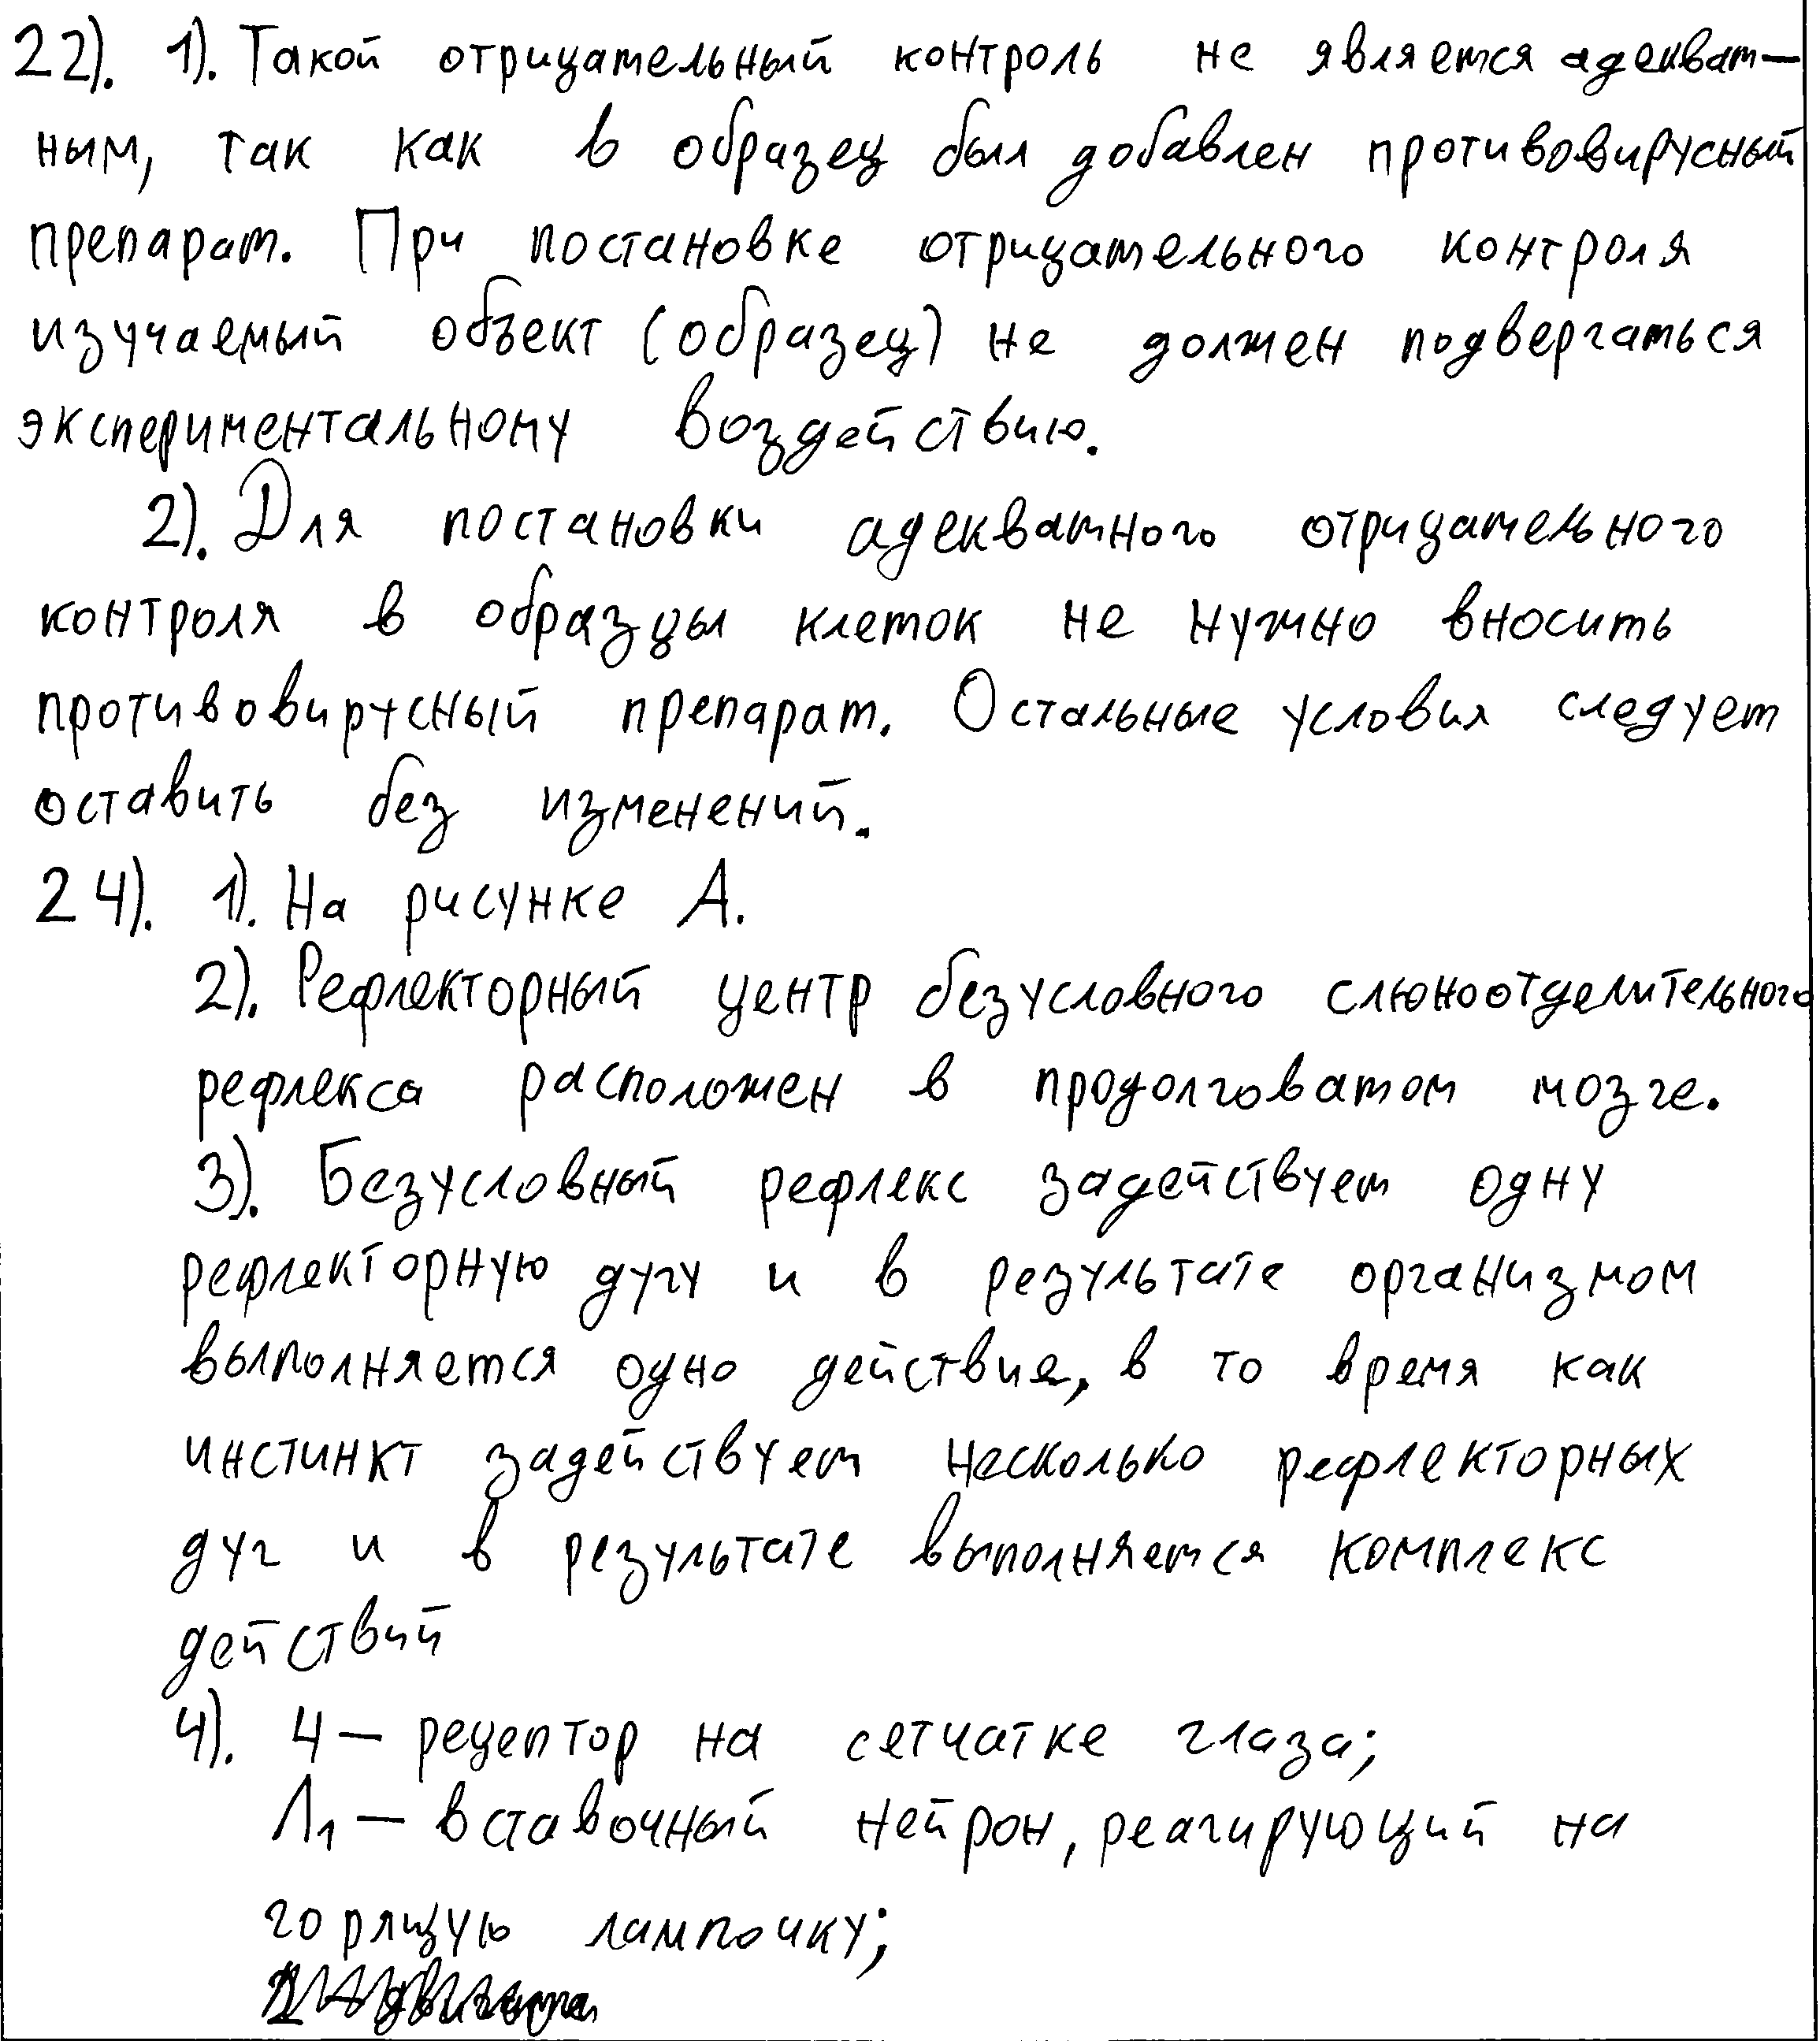 22). 1). Такой отрицательный контроль не является адекват-
ным, так как в образец был добавлен противовирусный
препарат. При постановке отрицательного контроля
изучаемый объект (образец) не должен подвергаться
экспериментальному воздействию.
2). Для постановки адекватного отрицательного
контроля в образцы клеток не нужно вносить
противовирусный препарат. Остальные условия следует
оставить без изменений.
24). 1). На рисунке А.
2). Рефлекторный центр безусловного слюноотделительного
рефлекса расположен в продолговатом мозге.
3). Безусловный рефлекс задействует одну
рефлекторную дугу и в результате организмом
выполняется одно действие, в то время как
инстинкт задействует несколько рефлекторных
дуг и в результате выполняется комплекс
действий
4). 4 — рецептор на сетчатке глаза;
Л1 — вставочный нейрон, реагирующий на
горящую лампочку;